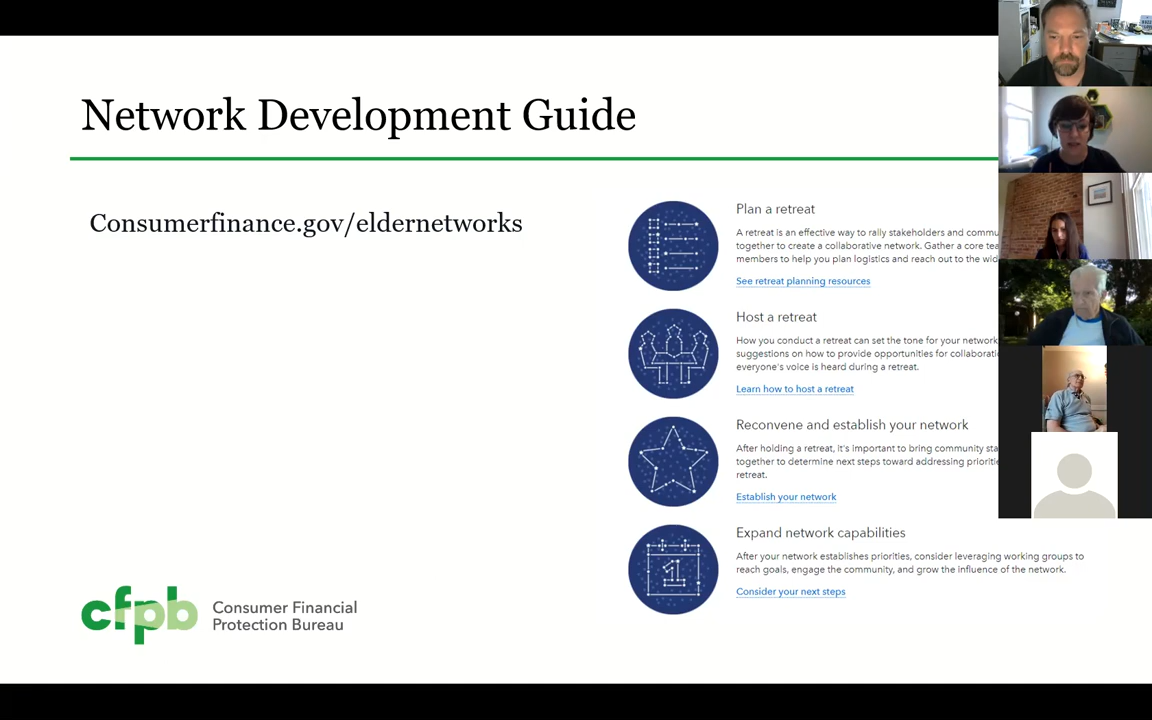 Network Development Guide
Consumerfinance.gov/eldernetworks
Plan a retreat
A retreat is an effective way to rally stakeholders and
together to create a collaborative network. Gather a core
members to help you plan logistics and reach out to the
See retreat planning resources
Host a retreat
How you conduct a retreat can set the tone for your network
suggestions on how to provide opportunities for
everyone's voice is heard during a retreat.
Learn how to host a retreat
Reconvene and establish your network
After holding a retreat, it's important to bring community
together to determine next steps toward addressing
retreat.
Establish your network
Expand network capabilities
After your network establishes priorities, consider leveraging working groups to
reach goals, engage the community, and grow the influence of the network.
Consider your next steps
1
cfpb
Consumer Financial
Protection Bureau